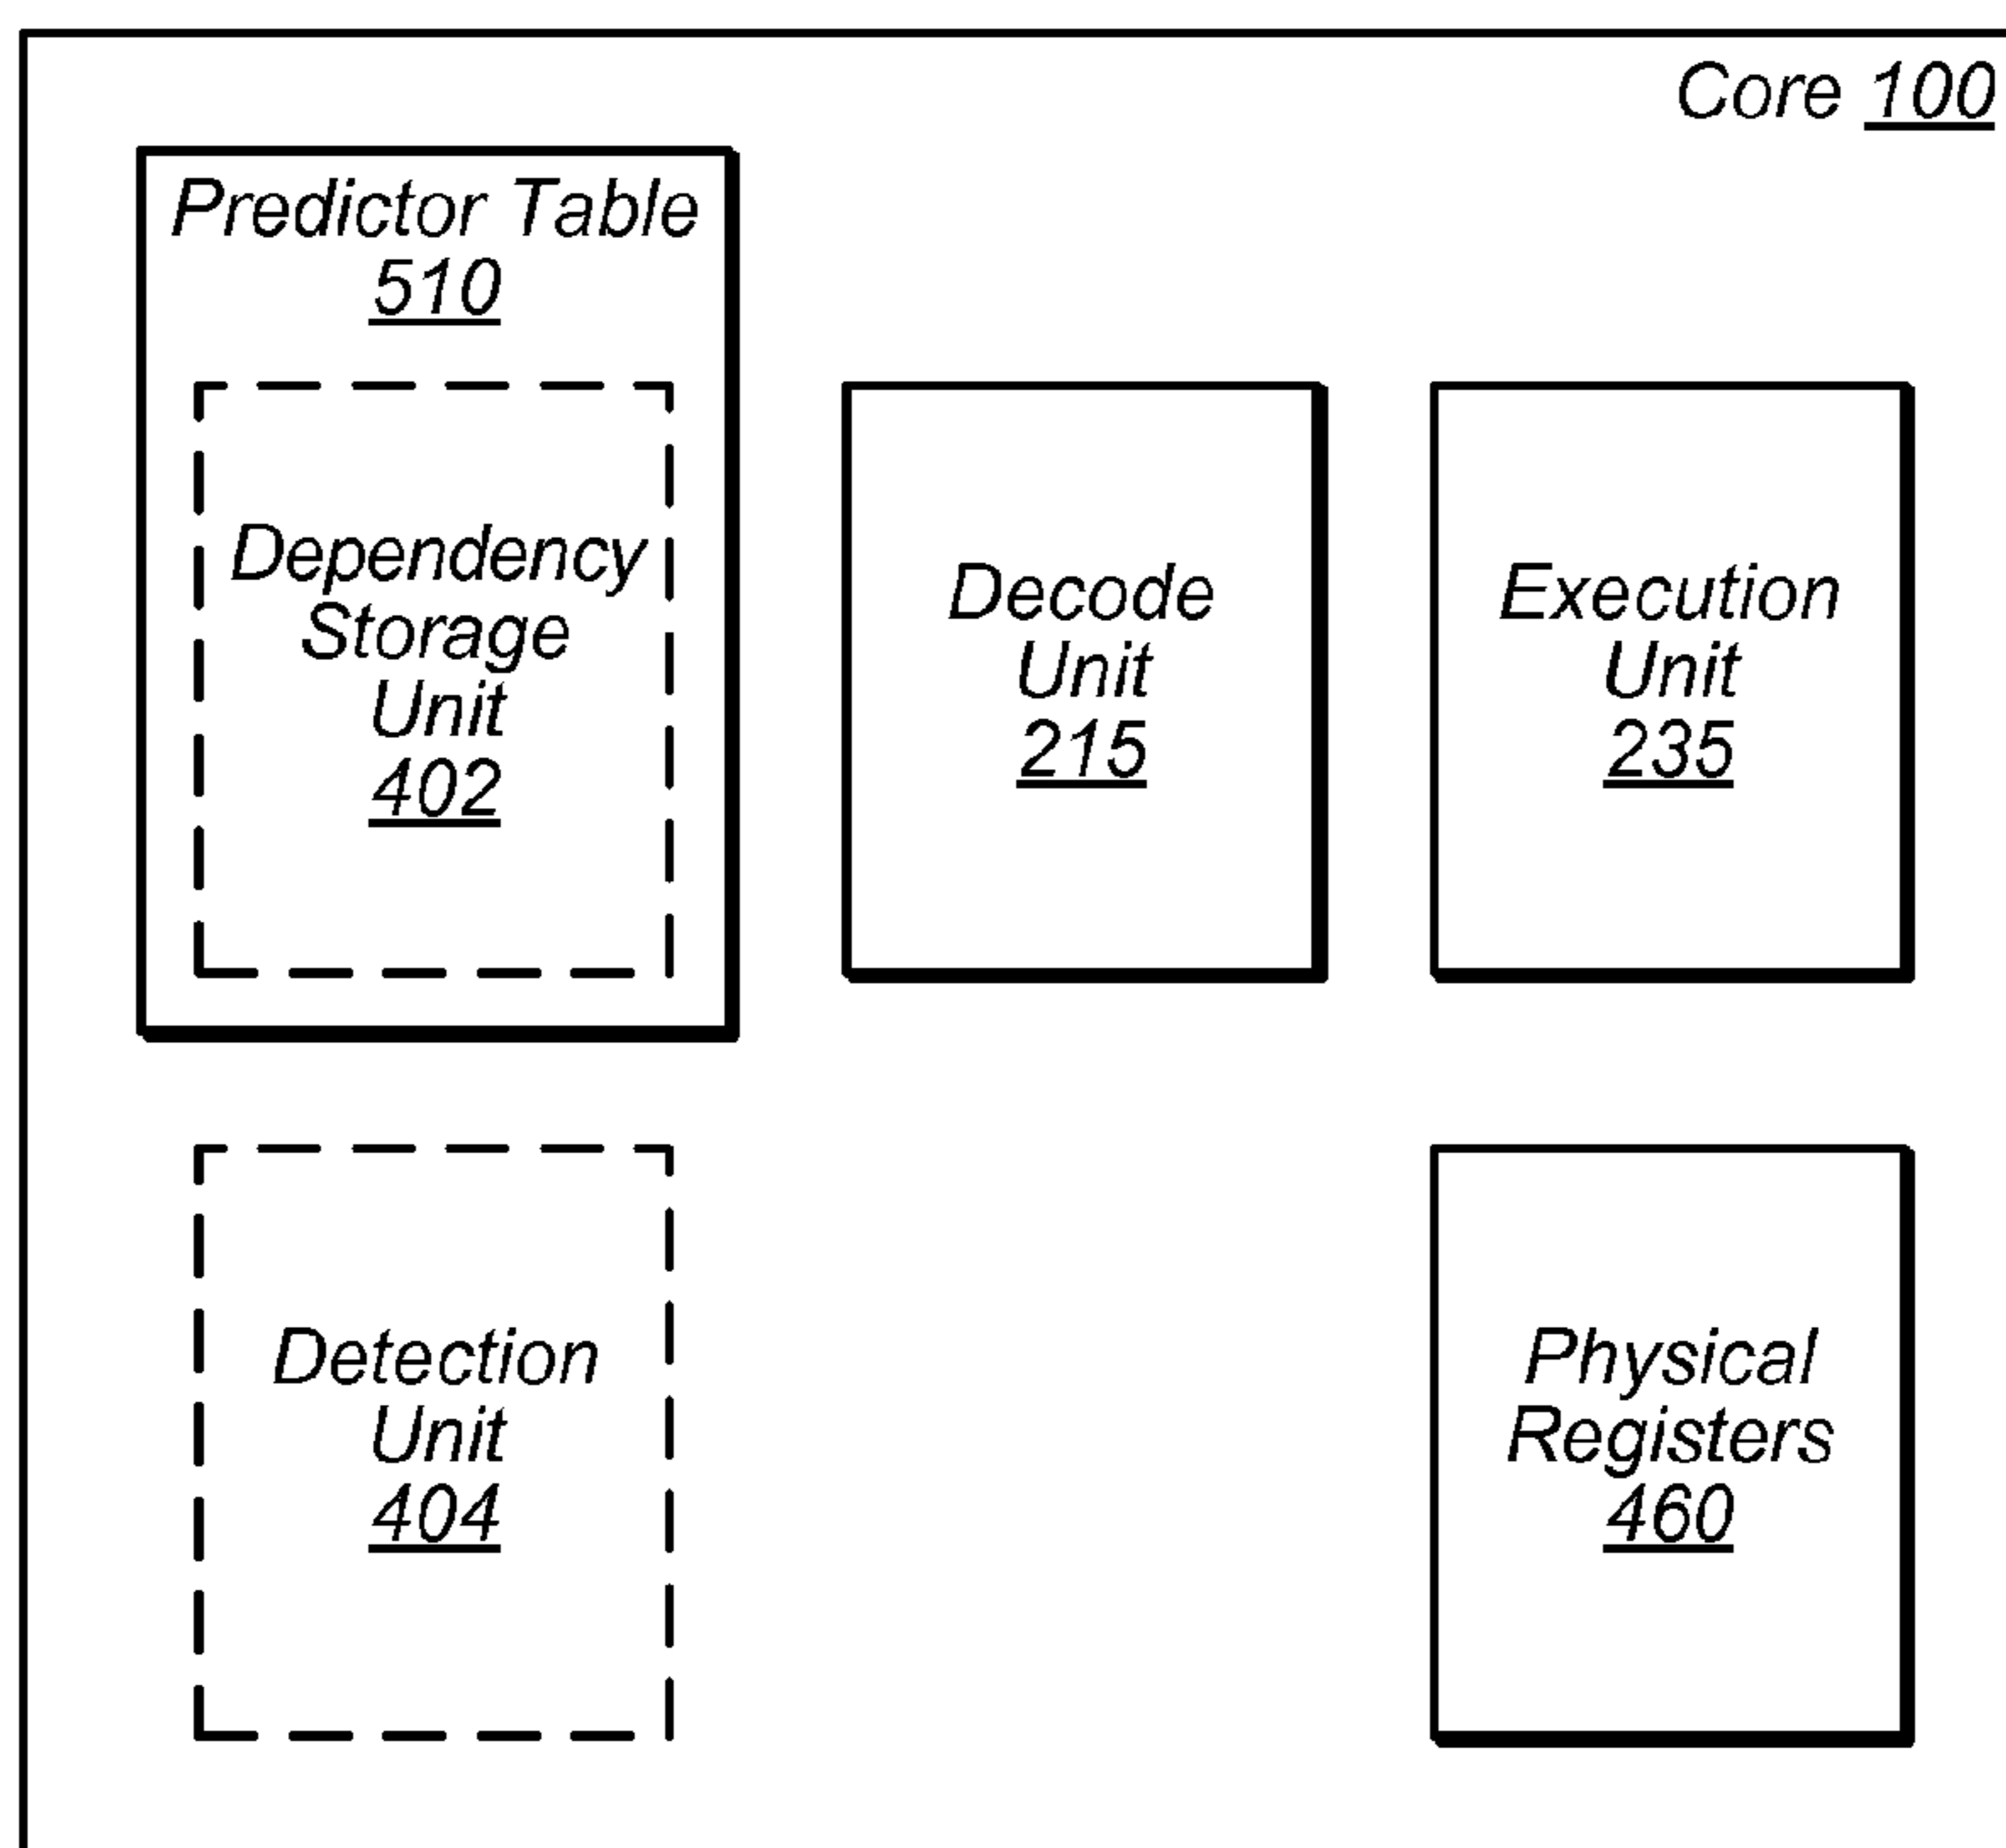 Core 100
Predictor Table
510
Dependency
Storage
Unit
402
Decode
Unit
215
Execution
Unit
235
Detection
Unit
404
Physical
Registers
460